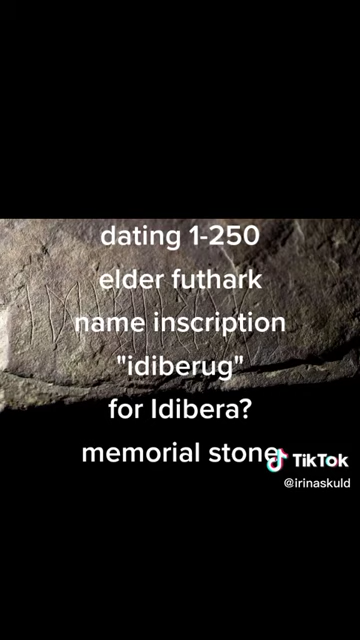 dating 1-250
elder futhark
name inscription
"idiberug"
for Idibera?
memorial stone
TikTok
@irinaskuld